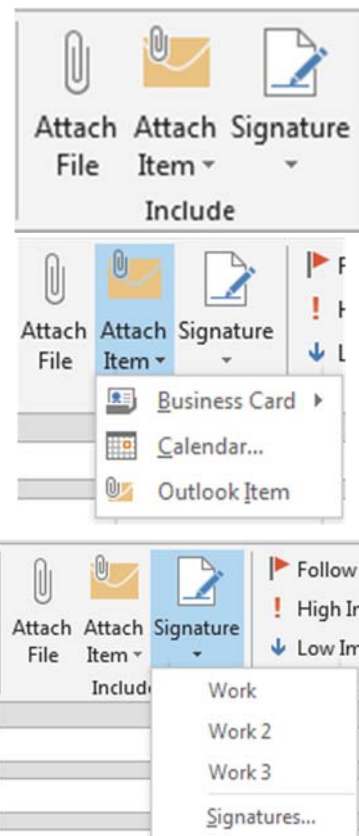 Attach Attach Signature
File Item
Include
Attach Attach Signature
File Item
Business Card
Calendar...
Outlook Item
Follow
Attach Attach Signature
High
File Item
Low
Work
Work 2
Work 3
Signatures...